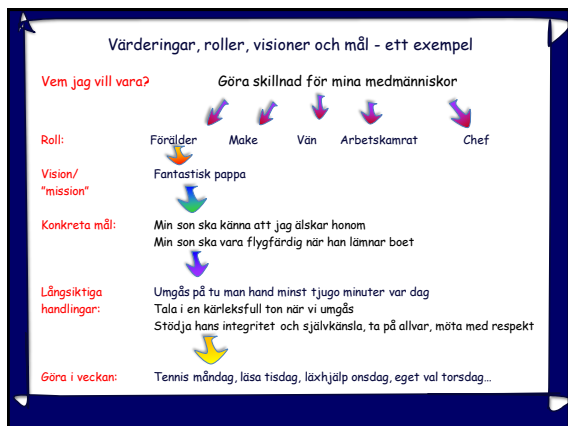 Värderingar, roller, visioner och mål - ett exempel
Vem jag vill vara? Göra skillnad för mina medmänniskor
Roll: Förälder Make Vän Arbetskamrat Chef
Vision/ Fantastisk pappa
"mission"
Konkreta mål: Min son ska känna att jag älskar honom
Min son ska vara flygfärdig när han lämnar boet
Långsiktiga Umgås på tu man hand minst tjugo minuter var dag
handlingar: Tala i en kärleksfull ton när vi umgås
Stödja hans integritet och självkänsla, ta på allvar, möta med respekt
Göra i veckan: Tennis måndag, läsa tisdag, läxhjälp onsdag, eget val torsdag…